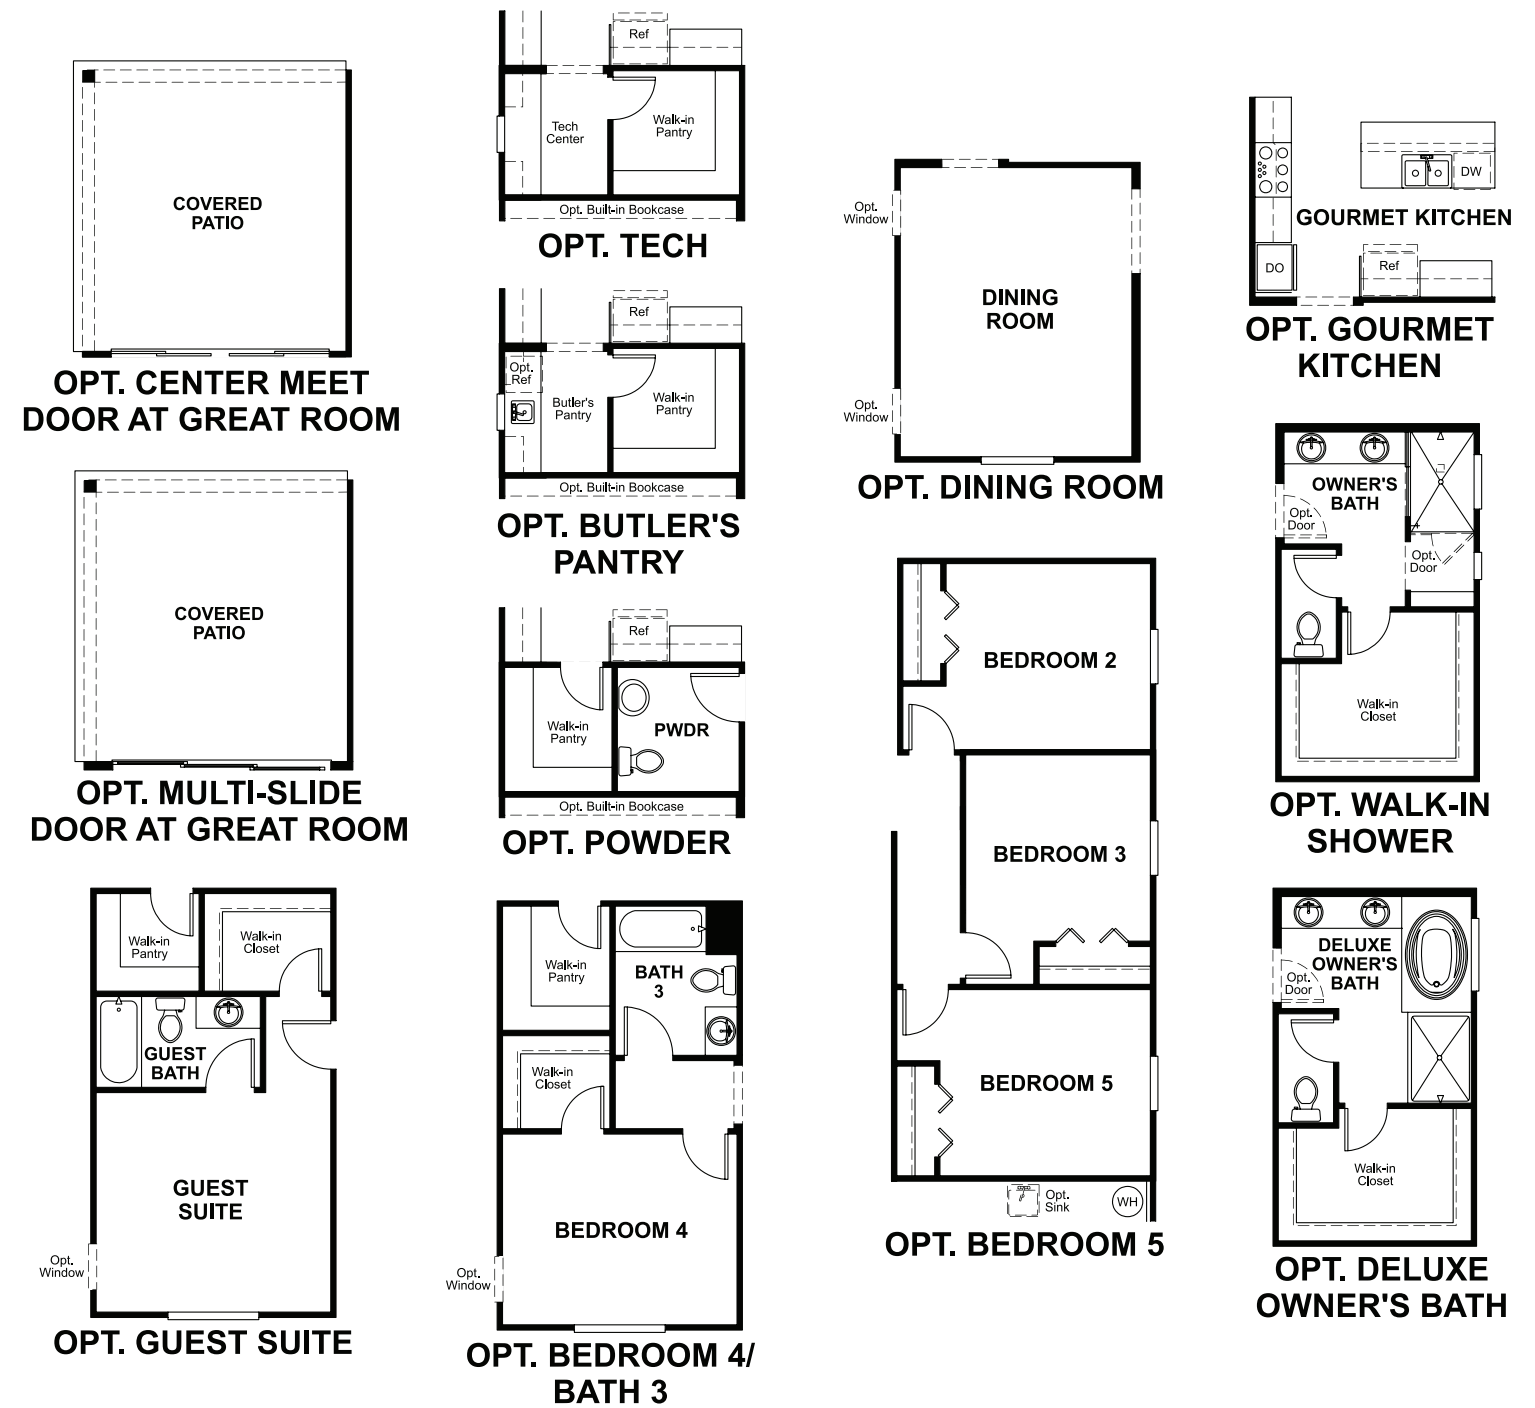 COVERED
PATIO
OPT. CENTER MEET
DOOR AT GREAT ROOM
COVERED
PATIO
OPT. MULTI-SLIDE
DOOR AT GREAT ROOM
Walk-in
Pantry
Walk-in
Closet
GUEST
BATH
GUEST
SUITE
Opt.
Window
OPT. GUEST SUITE
Ref
Tech
Center
Walk-in
Pantry
Opt. Built-in Bookcase
OPT. TECH
Ref
Opt.
Ref
Butler's
Pantry
Walk-in
Pantry
Opt. Built-in Bookcase
OPT. BUTLER'S
PANTRY
Ref
Walk-in
Pantry
PWDR
Opt. Built-in Bookcase
OPT. POWDER
Walk-in
Pantry
BATH
3
Walk-in
Closet
BEDROOM 4
Opt.
Window
OPT. BEDROOM 4/
BATH 3
Opt.
Window
DINING
ROOM
Opt.
Window
OPT. DINING ROOM
BEDROOM 2
BEDROOM 3
BEDROOM 5
Opt.
Sink
WH
OPT. BEDROOM 5
DW
GOURMET KITCHEN
DO
Ref
OPT. GOURMET
KITCHEN
OWNER'S
BATH
Opt.
Door
Opt.
Door
Walk-in
Closet
OPT. WALK-IN
SHOWER
DELUXE
OWNER'S
BATH
Opt.
Door
Walk-in
Closet
OPT. DELUXE
OWNER'S BATH